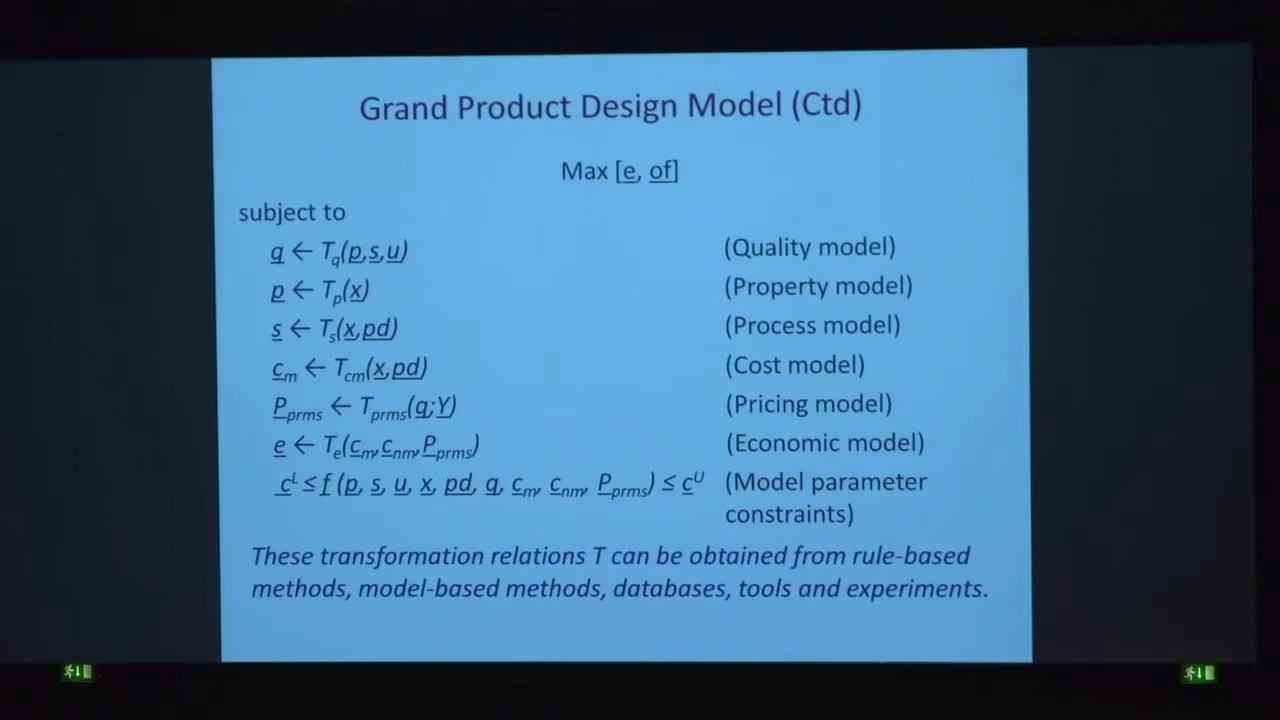 Grand Product Design Model (Ctd)
Max [e, of]
subject to
q ← Tq(p,s,u) (Quality model)
p ← Tp(x) (Property model)
s ← Ts(x,pd) (Process model)
cm ← Tcm(x,pd) (Cost model)
Pprms ← Tprms(q;Y) (Pricing model)
e ← Te(cm,cnm,Pprms) (Economic model)
cL ≤ f (p, s, u, x, pd, q, cm, cnm, Pprms) ≤ cU (Model parameter
constraints)
These transformation relations T can be obtained from rule-based
methods, model-based methods, databases, tools and experiments.